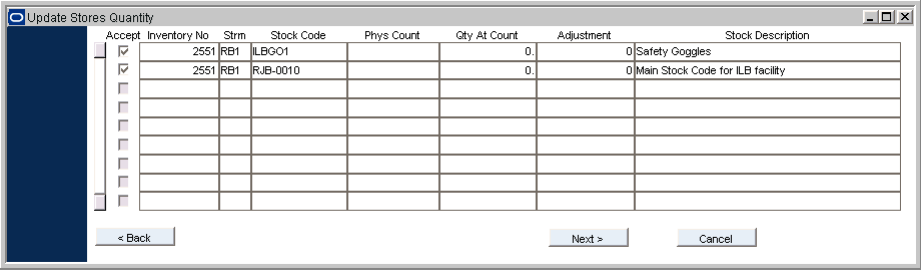 Update Stores Quantity
Accept Inventory No Strm Stock Code Phys Count Qty At Count Adjustment Stock Description
2551 RB1 ILBGO1 0. 0 Safety Goggles
2551 RB1 RJB-0010 0. 0 Main Stock Code for ILB facility
< Back Next > Cancel